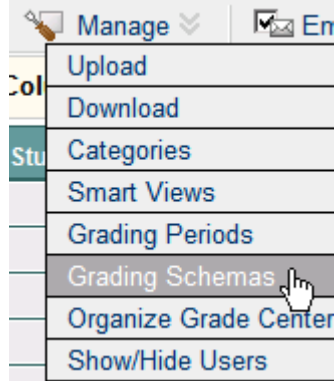 Manage
Upload
Download
Categories
Smart Views
Grading Periods
Grading Schemas
Organize Grade Center
Show/Hide Users